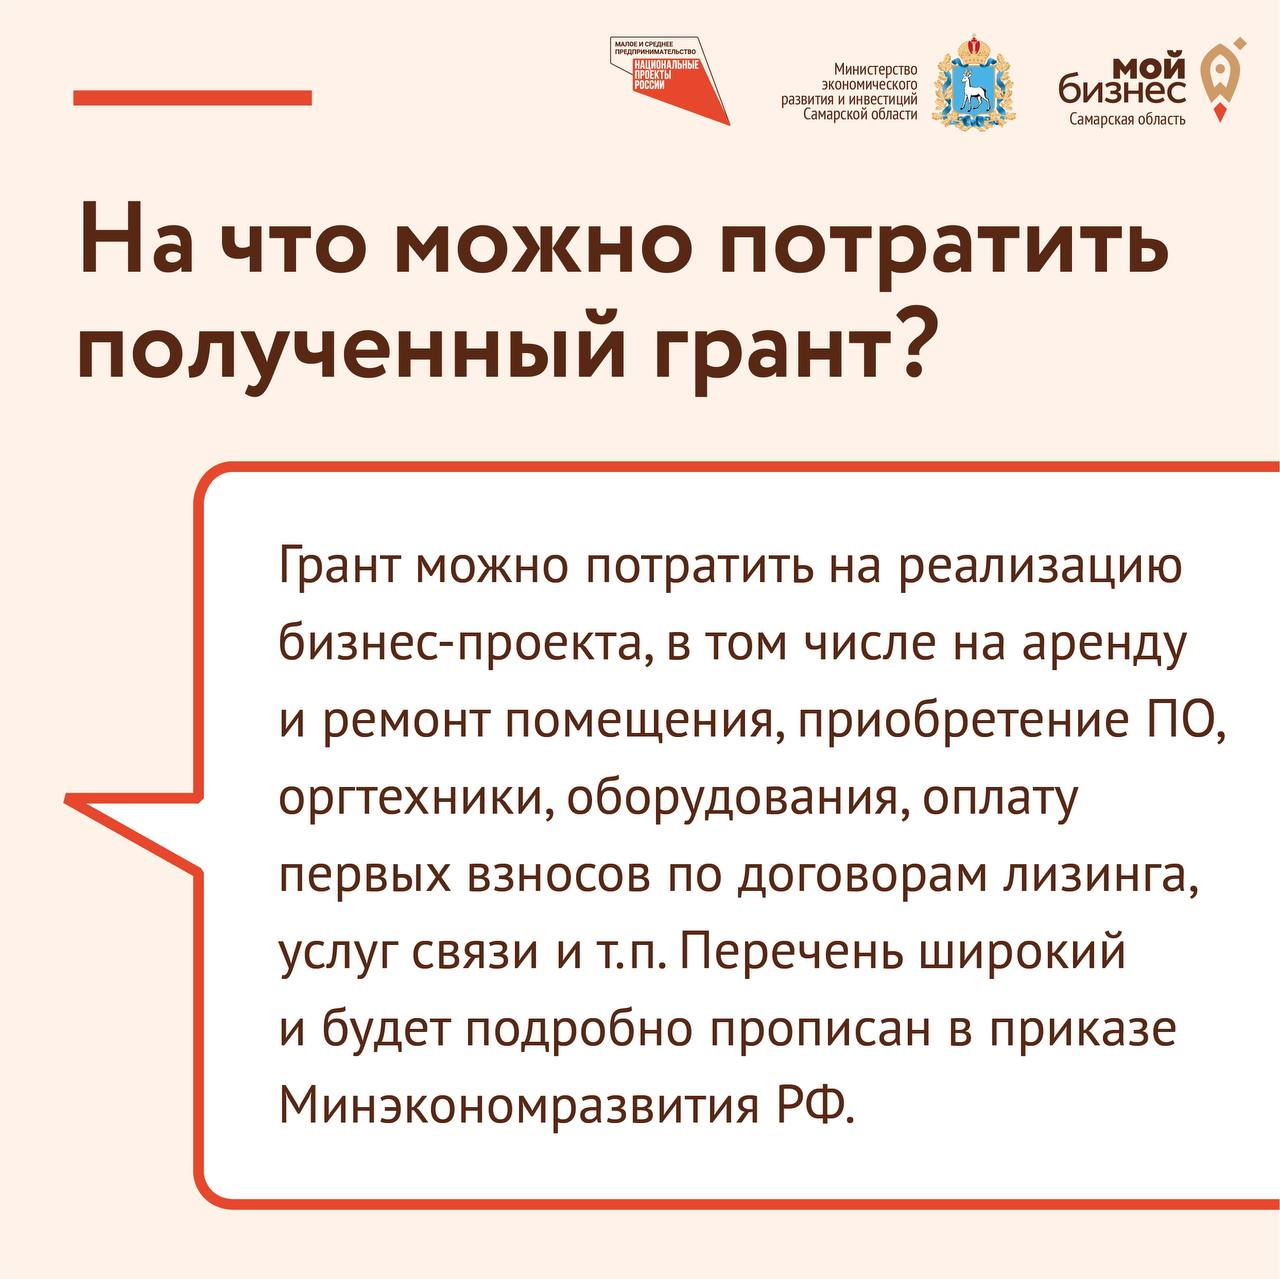 МАЛОЕ И СРЕДНЕЕ
ПРЕДПРИНИМАТЕЛЬСТВО
НАЦИОНАЛЬНЫЕ
ПРОЕКТЫ
РОССИИ
Министерство
экономического
развития и инвестиций
Самарской области
мой
бизнес
Самарская область
На что можно потратить
полученный грант?
Грант можно потратить на реализацию
бизнес-проекта, в том числе на аренду
и ремонт помещения, приобретение ПО,
оргтехники, оборудования, оплату
первых взносов по договорам лизинга,
услуг связи и т.п. Перечень широкий
и будет подробно прописан в приказе
Минэкономразвития РФ.